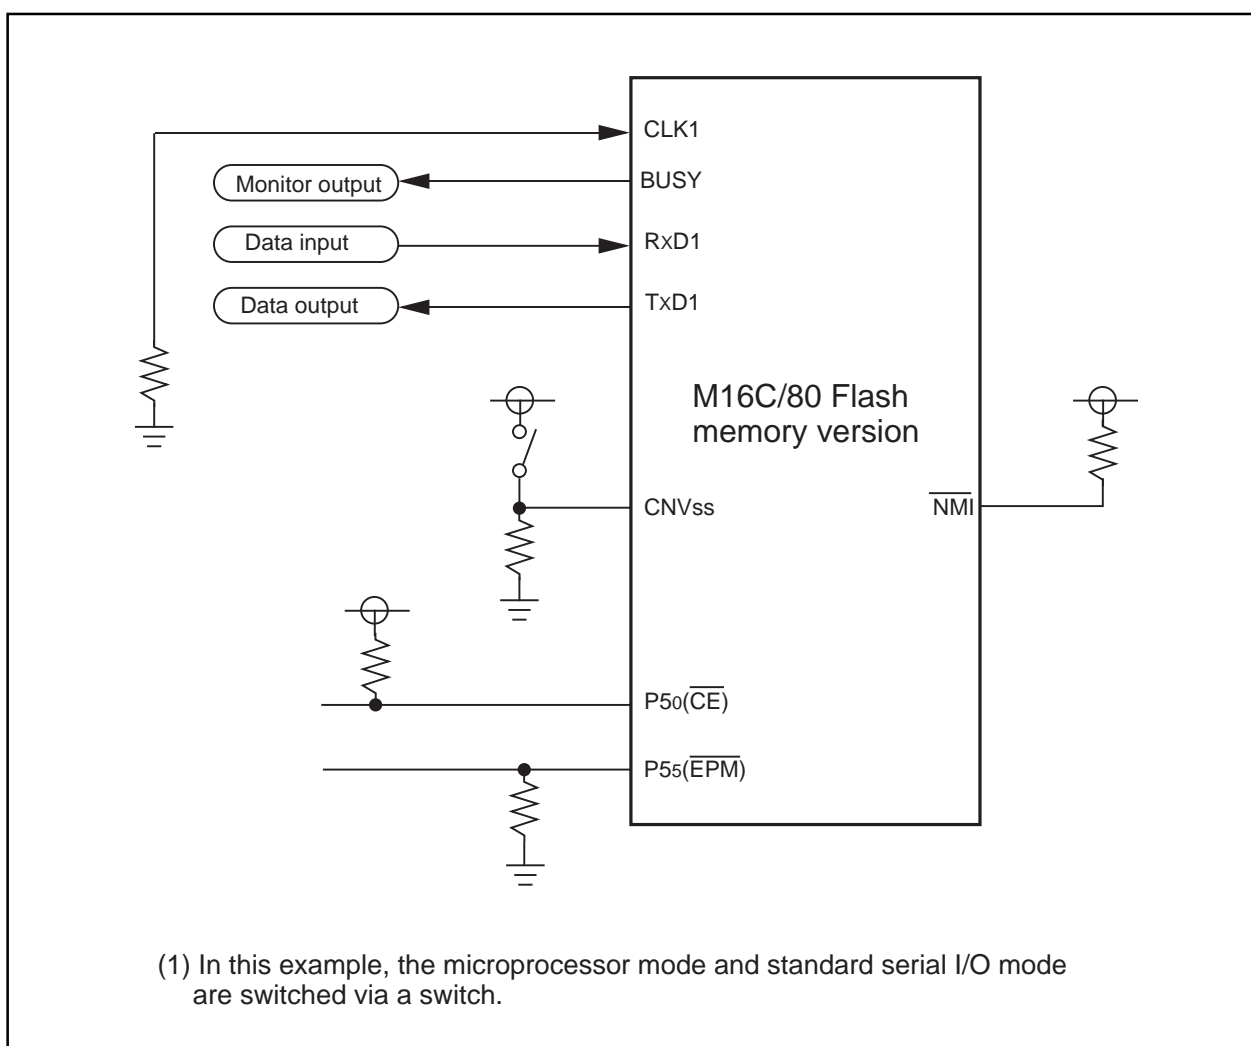 CLK1
Monitor output
BUSY
Data input
RxD1
Data output
TxD1
M16C/80 Flash
memory version
CNVss
NMI
P50(CE)
P55(EPM)
(1) In this example, the microprocessor mode and standard serial I/O mode
are switched via a switch.